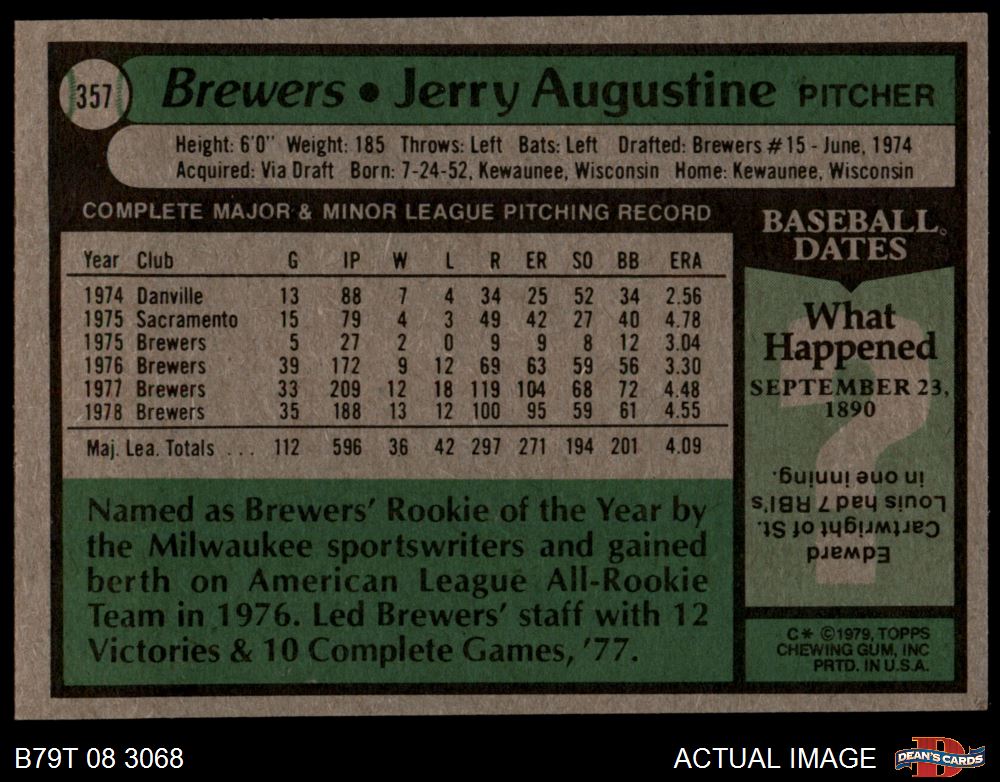 357
Brewers • Jerry Augustine PITCHER
Height: 6'0" Weight: 185 Throws: Left Bats: Left Drafted: Brewers #15 - June, 1974
Acquired: Via Draft Born: 7-24-52, Kewaunee, Wisconsin Home: Kewaunee, Wisconsin
COMPLETE MAJOR & MINOR LEAGUE PITCHING RECORD
Year Club G IP W L R ER SO BB ERA
1974 Danville 13 88 7 4 34 25 52 34 2.56
1975 Sacramento 15 79 4 3 49 42 27 40 4.78
1975 Brewers 5 27 2 0 9 9 8 12 3.04
1976 Brewers 39 172 9 12 69 63 59 56 3.30
1977 Brewers 33 209 12 18 119 104 68 72 4.48
1978 Brewers 35 188 13 12 100 95 59 61 4.55
Maj. Lea. Totals ... 112 596 36 42 297 271 194 201 4.09
Named as Brewers' Rookie of the Year by
the Milwaukee sportswriters and gained
berth on American League All-Rookie
Team in 1976. Led Brewers' staff with 12
Victories & 10 Complete Games, '77.
BASEBALL
DATES
What
Happened
SEPTEMBER 23,
1890
?
Edward
Cartwright of St.
Louis had 7 RBI's
in one inning.
C* ©1979, TOPPS
CHEWING GUM, INC
PRTD. IN U.S.A.
B79T 08 3068
ACTUAL IMAGE
D
DEAN'S CARDS